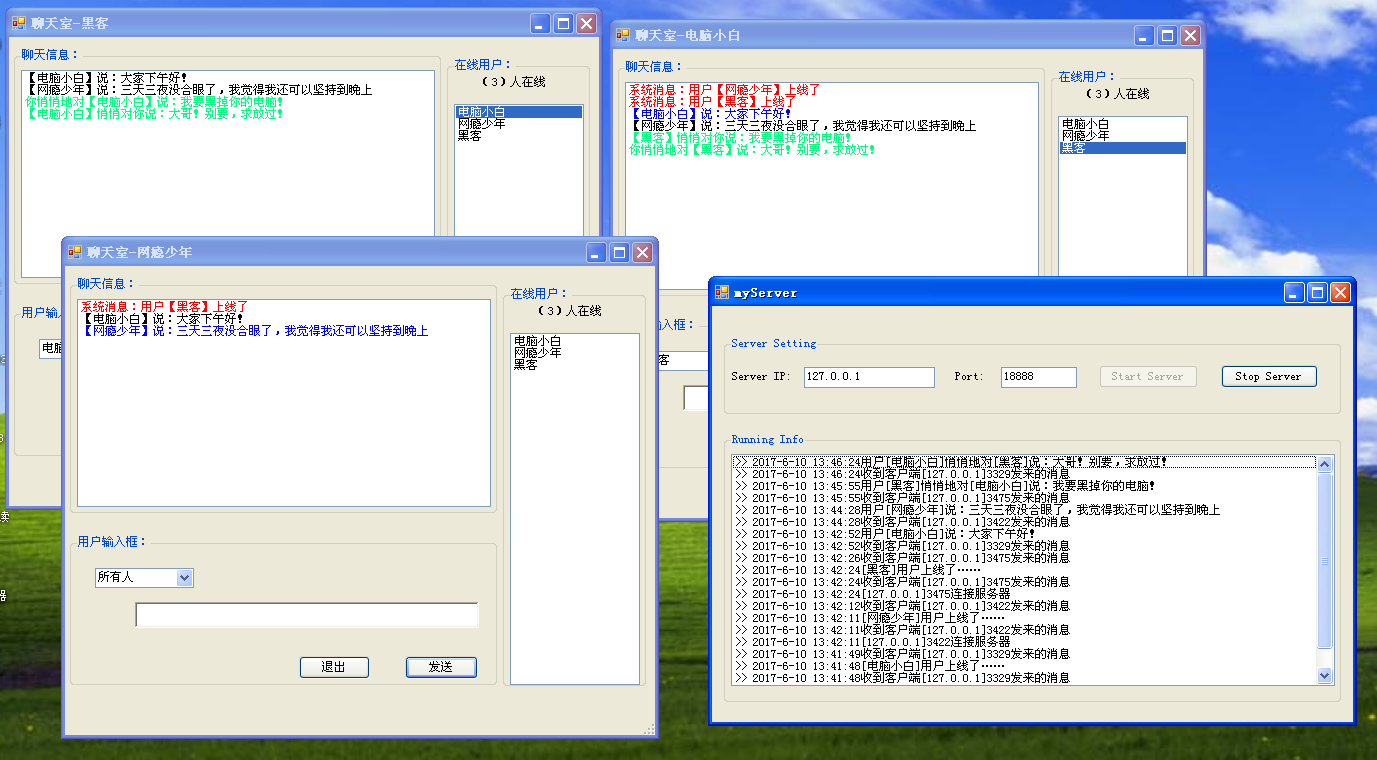 聊天室-黑客
聊天信息：
【电脑小白】说：大家下午好！
【网瘾少年】说：三天三夜没合眼了，我觉得我还可以坚持到晚上
你悄悄地对【电脑小白】说：我要黑掉你的电脑！
【电脑小白】悄悄对你说：大哥！别要，求放过！
在线用户：
（3）人在线
电脑小白
网瘾少年
黑客
用户输入
电脑
聊天室-电脑小白
聊天信息：
系统消息：用户【网瘾少年】上线了
系统消息：用户【黑客】上线了
【电脑小白】说：大家下午好！
【网瘾少年】说：三天三夜没合眼了，我觉得我还可以坚持到晚上
【黑客】悄悄对你说：我要黑掉你的电脑！
你悄悄地对【黑客】说：大哥！别要，求放过！
在线用户：
（3）人在线
电脑小白
网瘾少年
黑客
入框：
客
聊天室-网瘾少年
聊天信息：
系统消息：用户【黑客】上线了
【电脑小白】说：大家下午好！
【网瘾少年】说：三天三夜没合眼了，我觉得我还可以坚持到晚上
在线用户：
（3）人在线
电脑小白
网瘾少年
黑客
用户输入框：
所有人
退出
发送
myServer
Server Setting
Server IP: 127.0.0.1 Port: 18888 Start Server Stop Server
Running Info
>> 2017-6-10 13:46:24用户[电脑小白]悄悄地对[黑客]说：大哥！别要，求放过！
>> 2017-6-10 13:46:24收到客户端[127.0.0.1]3329发来的消息
>> 2017-6-10 13:45:55用户[黑客]悄悄地对[电脑小白]说：我要黑掉你的电脑！
>> 2017-6-10 13:45:55收到客户端[127.0.0.1]3475发来的消息
>> 2017-6-10 13:44:28用户[网瘾少年]说：三天三夜没合眼了，我觉得我还可以坚持到晚上
>> 2017-6-10 13:44:28收到客户端[127.0.0.1]3422发来的消息
>> 2017-6-10 13:42:52用户[电脑小白]说：大家下午好！
>> 2017-6-10 13:42:52收到客户端[127.0.0.1]3329发来的消息
>> 2017-6-10 13:42:26收到客户端[127.0.0.1]3475发来的消息
>> 2017-6-10 13:42:24[黑客]用户上线了……
>> 2017-6-10 13:42:24收到客户端[127.0.0.1]3475发来的消息
>> 2017-6-10 13:42:24[127.0.0.1]3475连接服务器
>> 2017-6-10 13:42:12收到客户端[127.0.0.1]3422发来的消息
>> 2017-6-10 13:42:11[网瘾少年]用户上线了……
>> 2017-6-10 13:42:11收到客户端[127.0.0.1]3422发来的消息
>> 2017-6-10 13:42:11[127.0.0.1]3422连接服务器
>> 2017-6-10 13:41:49收到客户端[127.0.0.1]3329发来的消息
>> 2017-6-10 13:41:48[电脑小白]用户上线了……
>> 2017-6-10 13:41:48收到客户端[127.0.0.1]3329发来的消息